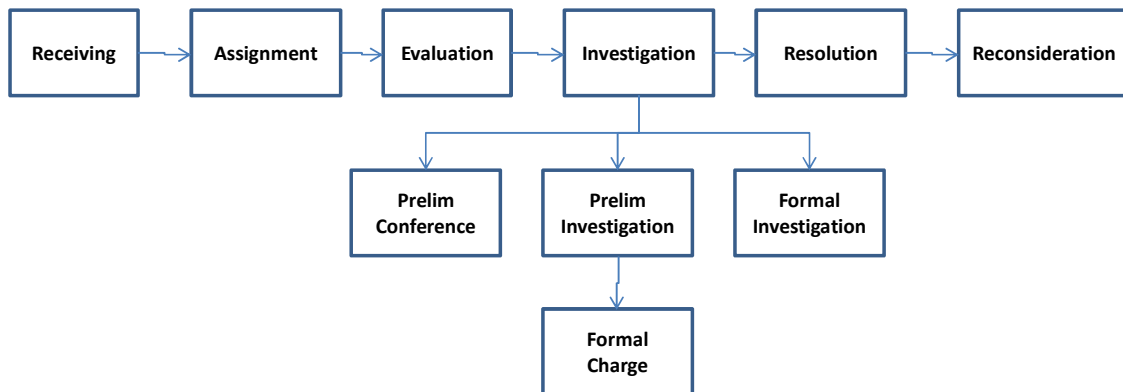 Receiving
Assignment
Evaluation
Investigation
Resolution
Reconsideration
Prelim
Conference
Prelim
Investigation
Formal
Investigation
Formal
Charge